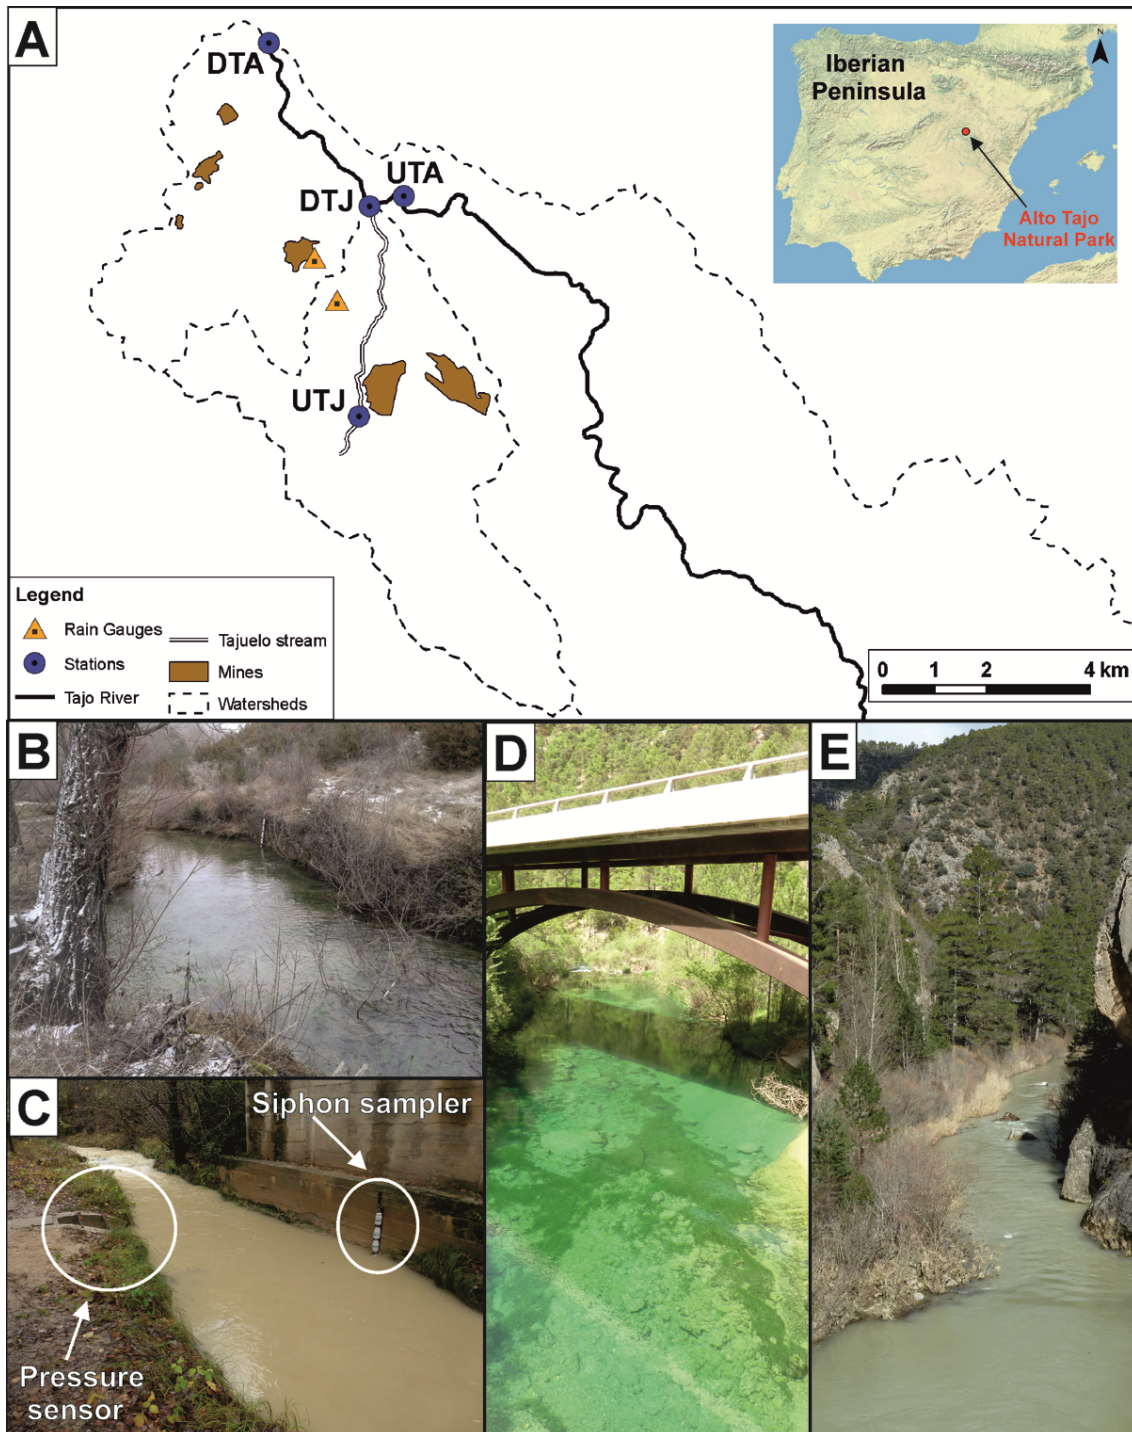 A
DTA
UTA
DTJ
UTJ
Iberian
Peninsula
N
Alto Tajo
Natural Park
Legend
Rain Gauges
Stations
Tajo River
Tajuelo stream
Mines
Watersheds
0 1 2 4 km
B
C
Siphon sampler
Pressure
sensor
D
E